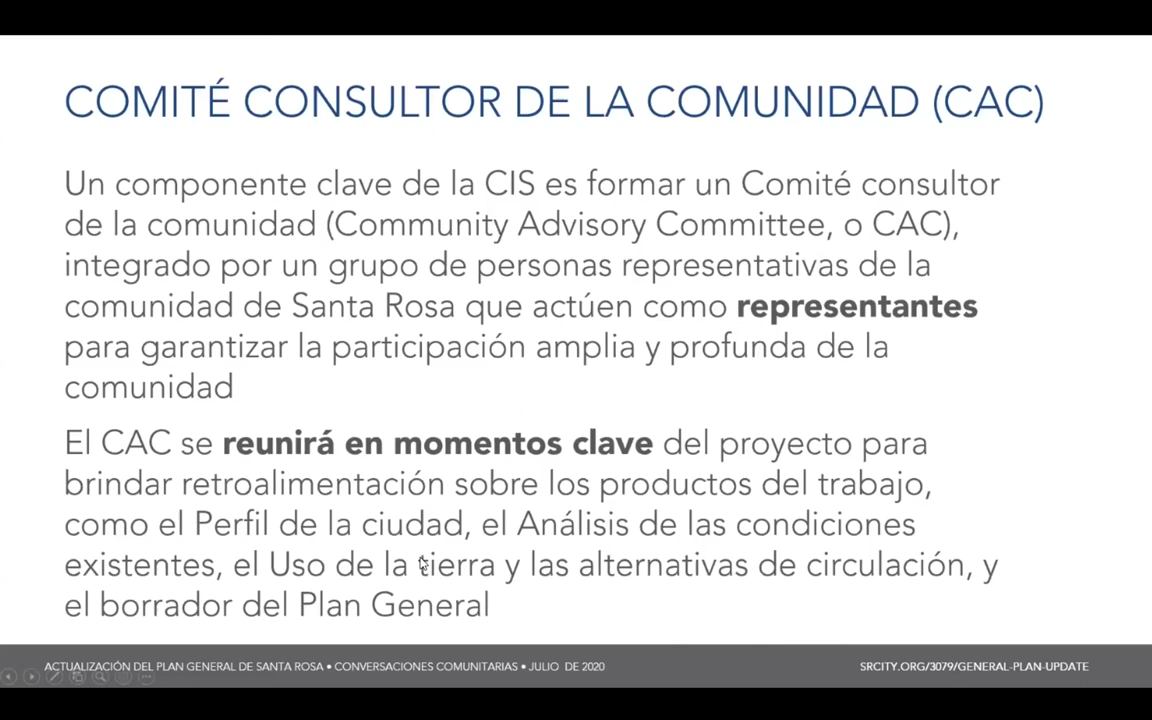 COMITÉ CONSULTOR DE LA COMUNIDAD (CAC)
Un componente clave de la CIS es formar un Comité consultor
de la comunidad (Community Advisory Committee, o CAC),
integrado por un grupo de personas representativas de la
comunidad de Santa Rosa que actúen como representantes
para garantizar la participación amplia y profunda de la
comunidad
El CAC se reunirá en momentos clave del proyecto para
brindar retroalimentación sobre los productos del trabajo,
como el Perfil de la ciudad, el Análisis de las condiciones
existentes, el Uso de la tierra y las alternativas de circulación, y
el borrador del Plan General
ACTUALIZACIÓN DEL PLAN GENERAL DE SANTA ROSA • CONVERSACIONES COMUNITARIAS • JULIO DE 2020
SRCITY.ORG/3079/GENERAL-PLAN-UPDATE